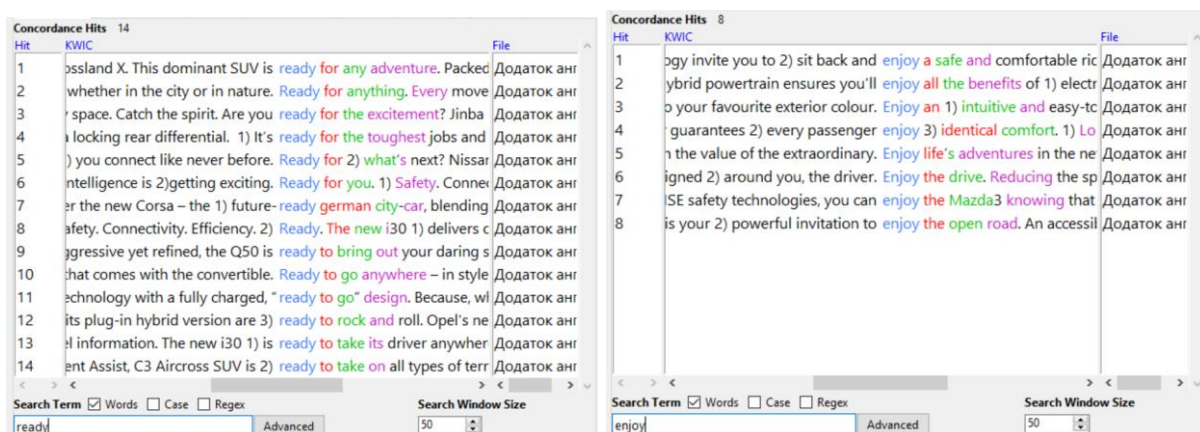 Concordance Hits 14
Hit KWIC File
1 ossland X. This dominant SUV is ready for any adventure. Packed Додаток анг
2 whether in the city or in nature. Ready for anything. Every move Додаток анг
3 space. Catch the spirit. Are you ready for the excitement? Jinba Додаток анг
4 locking rear differential. 1) It's ready for the toughest jobs and Додаток анг
5 ) you connect like never before. Ready for 2) what's next? Nissan Додаток анг
6 ntelligence is 2)getting exciting. Ready for you. 1) Safety. Connec Додаток анг
7 er the new Corsa – the 1) future-ready german city-car, blending Додаток анг
8 afety. Connectivity. Efficiency. 2) Ready. The new i30 1) delivers c Додаток анг
9 ggressive yet refined, the Q50 is ready to bring out your daring s Додаток анг
10 that comes with the convertible. Ready to go anywhere – in style Додаток анг
11 echnology with a fully charged, “ready to go“ design. Because, wh Додаток анг
12 its plug-in hybrid version are 3) ready to rock and roll. Opel's ne Додаток анг
13 el information. The new i30 1) is ready to take its driver anywher Додаток анг
14 ent Assist, C3 Aircross SUV is 2) ready to take on all types of terr Додаток анг
Search Term Words Case Regex Search Window Size
ready Advanced 50
Concordance Hits 8
Hit KWIC File
1 ogy invite you to 2) sit back and enjoy a safe and comfortable ric Додаток анг
2 ybrid powertrain ensures you'll enjoy all the benefits of 1) electr Додаток анг
3 o your favourite exterior colour. Enjoy an 1) intuitive and easy-to Додаток анг
4 guarantees 2) every passenger enjoy 3) identical comfort. 1) Lo Додаток анг
5 n the value of the extraordinary. Enjoy life's adventures in the ne Додаток анг
6 igned 2) around you, the driver. Enjoy the drive. Reducing the sp Додаток анг
7 SE safety technologies, you can enjoy the Mazda3 knowing that Додаток анг
8 is your 2) powerful invitation to enjoy the open road. An accessil Додаток анг
Search Term Words Case Regex Search Window Size
enjoy Advanced 50